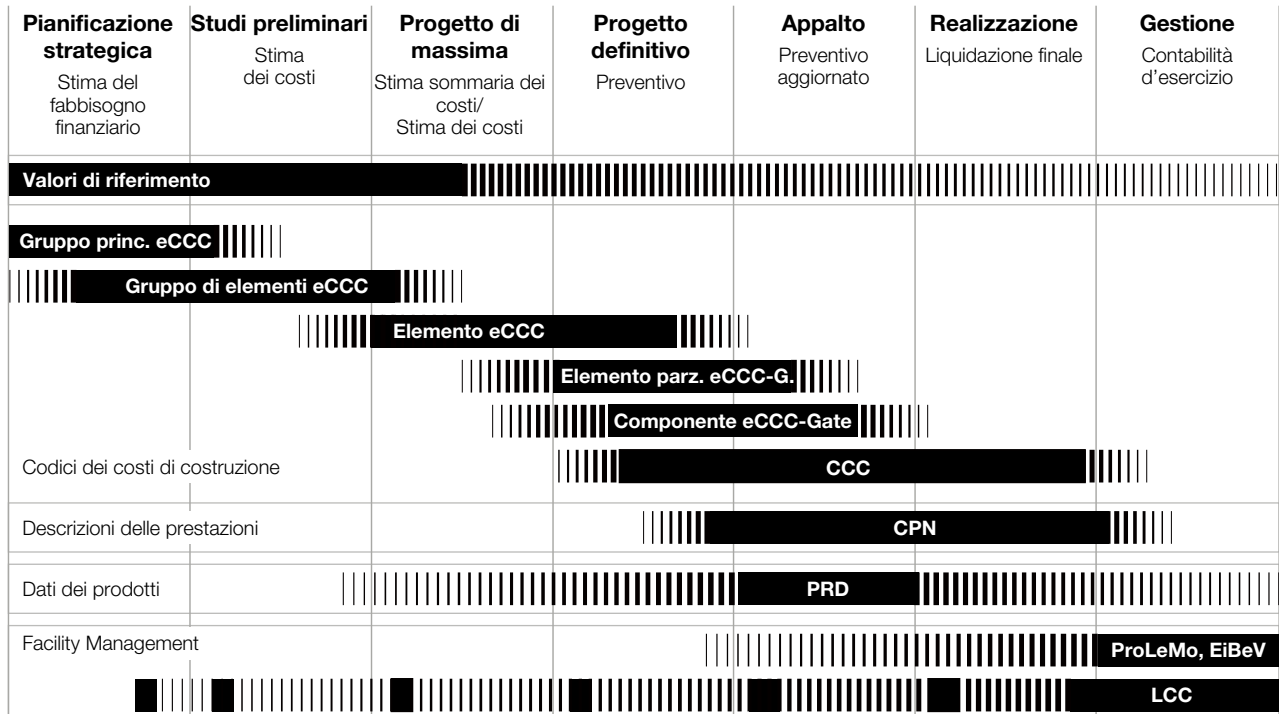 Pianificazione
strategica
Stima del
fabbisogno
finanziario
Studi preliminari
Stima
dei costi
Progetto di
massima
Stima sommaria dei
costi/
Stima dei costi
Progetto
definitivo
Preventivo
Appalto
Preventivo
aggiornato
Realizzazione
Liquidazione finale
Gestione
Contabilità
d'esercizio
Valori di riferimento
Gruppo princ. eCCC
Gruppo di elementi eCCC
Elemento eCCC
Elemento parz. eCCC-G.
Componente eCCC-Gate
Codici dei costi di costruzione
CCC
Descrizioni delle prestazioni
CPN
Dati dei prodotti
PRD
Facility Management
ProLeMo, EiBeV
LCC